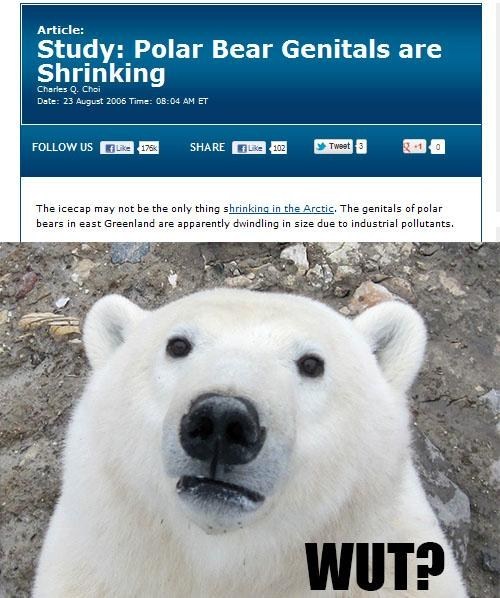 Article:
Study: Polar Bear Genitals are
Shrinking
Charles Q. Choi
Date: 23 August 2006 Time: 08:04 AM ET
FOLLOW US Like 176k SHARE Like 102 Tweet 3 +1 0
The icecap may not be the only thing shrinking in the Arctic. The genitals of polar
bears in east Greenland are apparently dwindling in size due to industrial pollutants.
WUT?